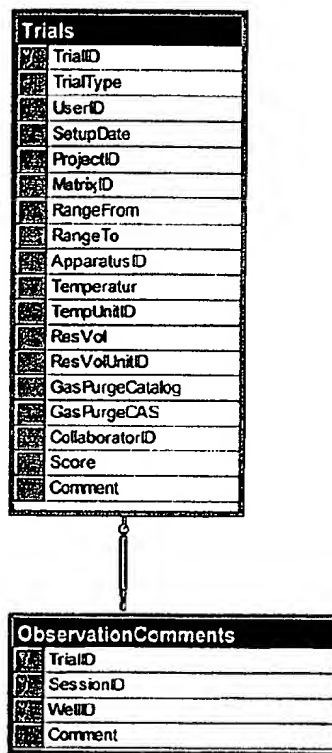 Trials
TrialID
TrialType
UserID
SetupDate
ProjectID
MatrixID
RangeFrom
RangeTo
ApparatusID
Temperatur
TempUnitID
ResVol
ResVolUnitID
GasPurgeCatalog
GasPurgeCAS
CollaboratorID
Score
Comment
ObservationComments
TrialID
SessionID
WellID
Comment